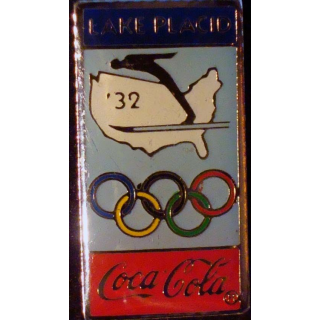 LAKE PLACID
'32
Coca-Cola
®